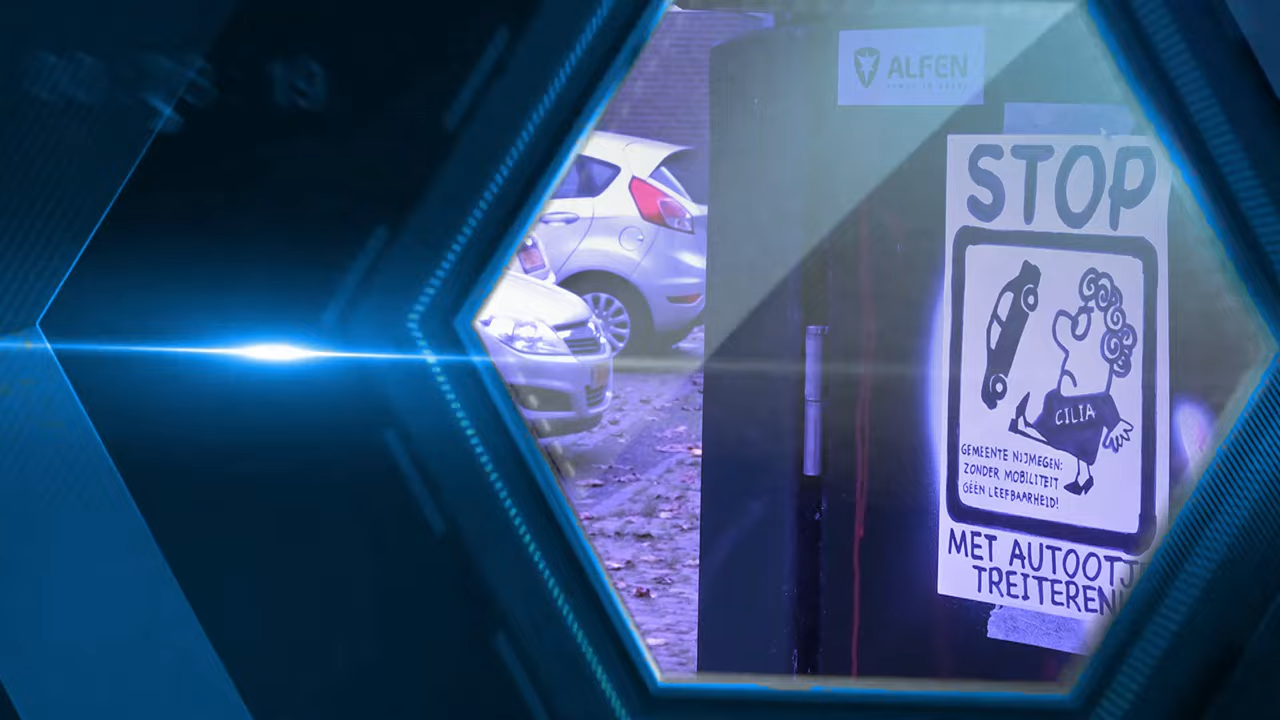 ALFEN
STOP
CILIA
GEMEENTE NIJMEGEN:
ZONDER MOBILITEIT
GÉÉN LEEFBAARHEID!
MET AUTOOTJE
TREITEREN